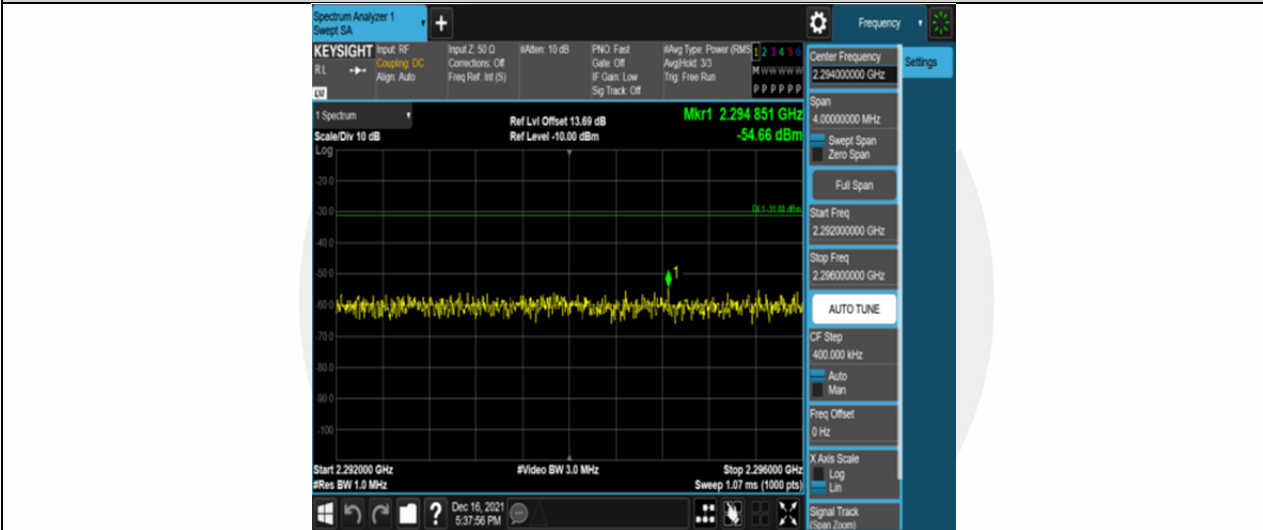 Spectrum Analyzer 1
Swept SA
+
Frequency
KEYSIGHT
RL
LV
Input: RF
Coupling: DC
Align: Auto
Input Z: 50 Ω
Corrections: Off
Freq Ref: Int (S)
#Atten: 10 dB
PNO: Fast
Gate: Off
IF Gain: Low
Sig Track: Off
#Avg Type: Power (RMS
Avg|Hold: 3/3
Trig: Free Run
1 2 3 4 5 6
M W W W W W
P P P P P P
1 Spectrum
Scale/Div 10 dB
Log
Ref Lvl Offset 13.69 dB
Ref Level -10.00 dBm
Mkr1 2.294 851 GHz
-54.66 dBm
-20.0
-30.0
-40.0
-50.0
-60.0
-70.0
-80.0
-90.0
-100
1
Start 2.292000 GHz
#Res BW 1.0 MHz
#Video BW 3.0 MHz
Stop 2.296000 GHz
Sweep 1.07 ms (1000 pts)
Dec 16, 2021
5:37:56 PM
Center Frequency
2.294000000 GHz
Settings
Span
4.00000000 MHz
Swept Span
Zero Span
Full Span
Start Freq
2.292000000 GHz
Stop Freq
2.296000000 GHz
AUTO TUNE
CF Step
400.000 kHz
Auto
Man
Freq Offset
0 Hz
X Axis Scale
Log
Lin
Signal Track
(Span Zoom)